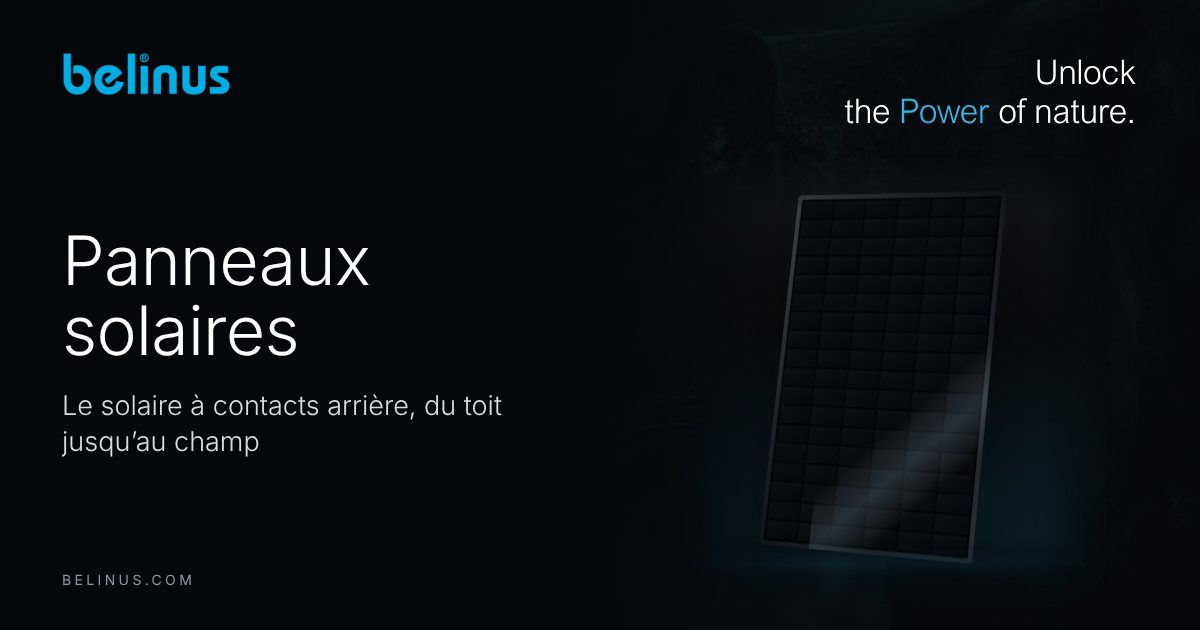 belinus®
Unlock
the Power of nature.
Panneaux
solaires
Le solaire à contacts arrière, du toit
jusqu’au champ
BELINUS.COM